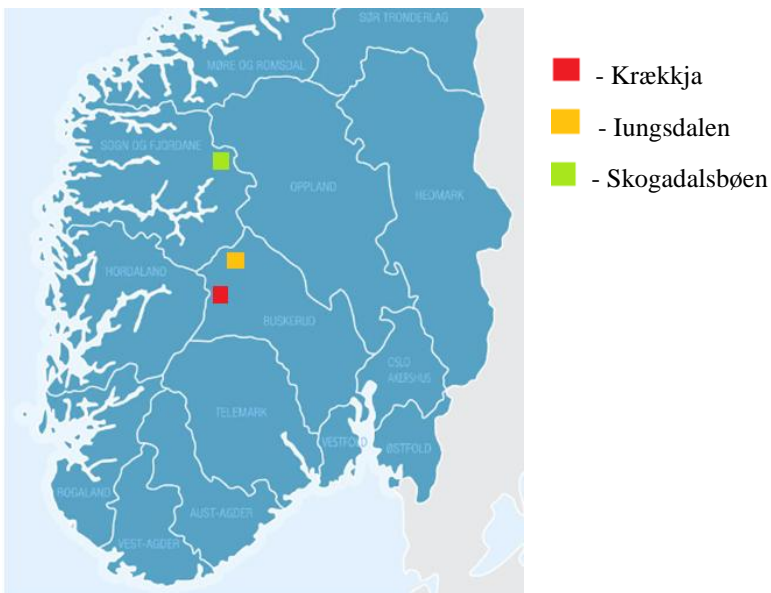 SØR TRØNDERLAG
MØRE OG ROMSDAL
SOGN OG FJORDANE
OPPLAND
HEDMARK
HORDALAND
BUSKERUD
OSLO
AKERSHUS
TELEMARK
VESTFOLD
ØSTFOLD
ROGALAND
AUST-AGDER
VEST-AGDER
- Krækkja
- Iungsdalen
- Skogadalsbøen